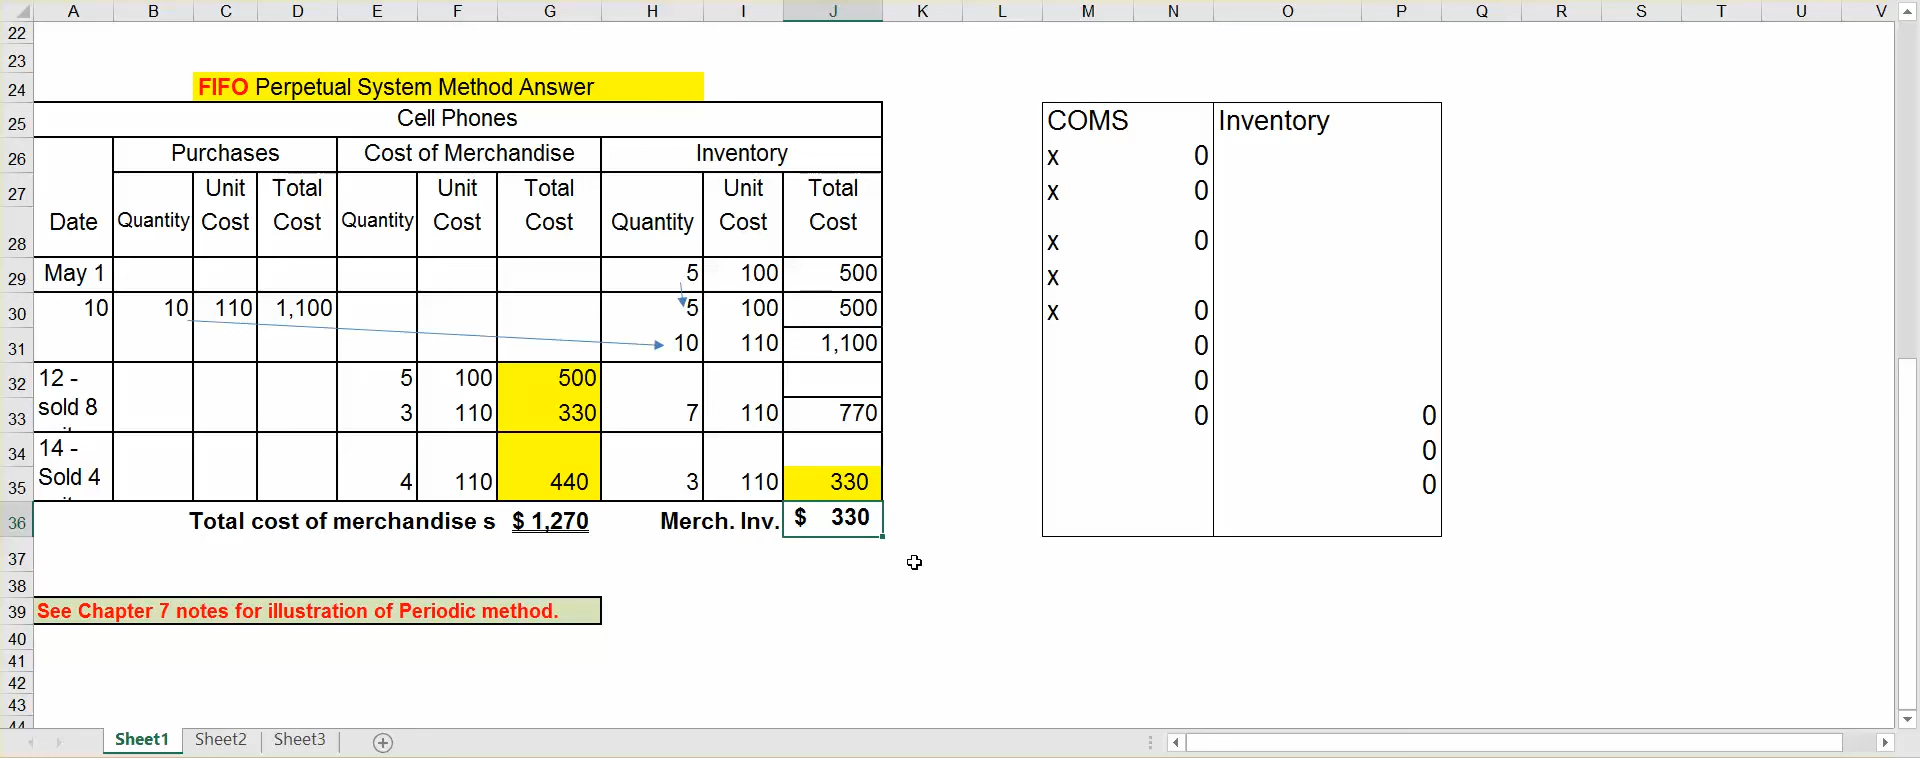 A B C D E F G H I J K L M N O P Q R S T U V
22
23
24 FIFO Perpetual System Method Answer
25 Cell Phones COMS Inventory
26 Purchases Cost of Merchandise Inventory x 0
27 Unit Total Unit Total Unit Total x 0
28 Date Quantity Cost Cost Quantity Cost Cost Quantity Cost Cost x 0
29 May 1 5 100 500 x
30 10 10 110 1,100 5 100 500 x 0
31 10 110 1,100 0
32 12 - 5 100 500 0
33 sold 8 3 110 330 7 110 770 0 0
34 14 - 0
35 Sold 4 4 110 440 3 110 330 0
36 Total cost of merchandise s $ 1,270 Merch. Inv. $ 330
37
38
39 See Chapter 7 notes for illustration of Periodic method.
40
41
42
43
44
Sheet1 Sheet2 Sheet3